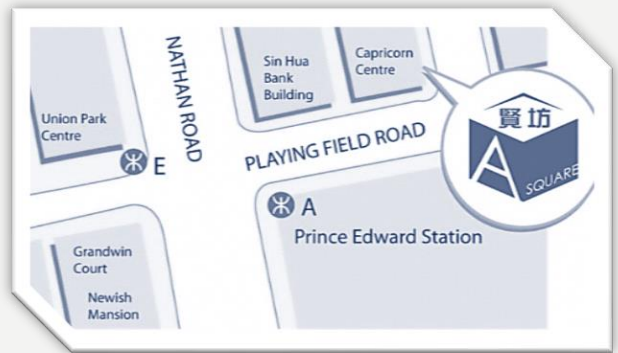 NATHAN ROAD
Sin Hua
Bank
Building
Capricorn
Centre
賢坊
A
SQUARE
Union Park
Centre
E
PLAYING FIELD ROAD
A
Prince Edward Station
Grandwin
Court
Newish
Mansion